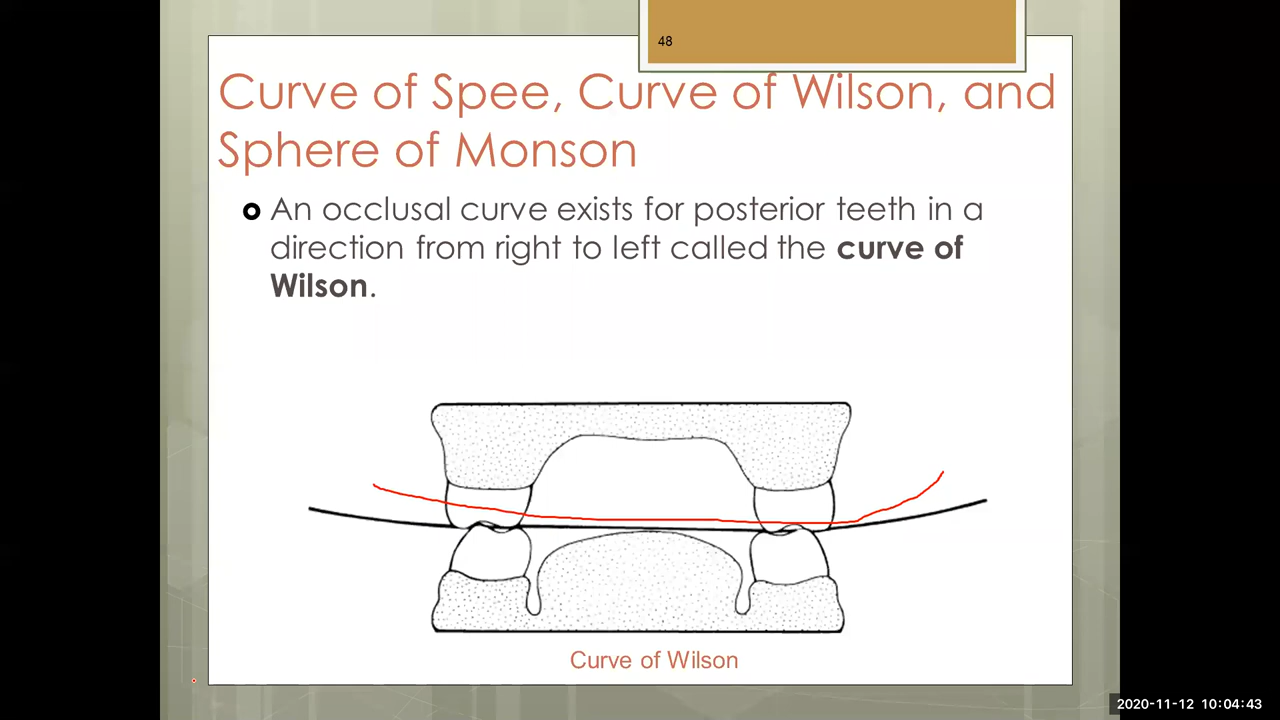 48
Curve of Spee, Curve of Wilson, and
Sphere of Monson
An occlusal curve exists for posterior teeth in a
direction from right to left called the curve of
Wilson.
Curve of Wilson
2020-11-12 10:04:43